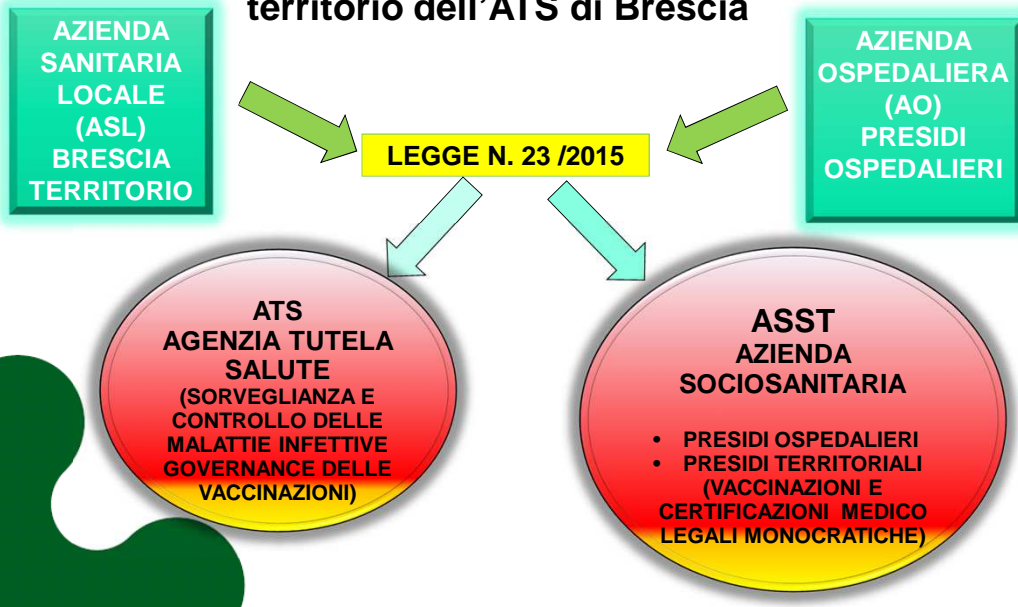 territorio dell'ATS di Brescia
AZIENDA
SANITARIA
LOCALE
(ASL)
BRESCIA
TERRITORIO
AZIENDA
OSPEDALIERA
(AO)
PRESIDI
OSPEDALIERI
LEGGE N. 23 /2015
ATS
AGENZIA TUTELA
SALUTE
(SORVEGLIANZA E
CONTROLLO DELLE
MALATTIE INFETTIVE
GOVERNANCE DELLE
VACCINAZIONI)
ASST
AZIENDA
SOCIOSANITARIA
• PRESIDI OSPEDALIERI
• PRESIDI TERRITORIALI
(VACCINAZIONI E
CERTIFICAZIONI MEDICO
LEGALI MONOCRATICHE)